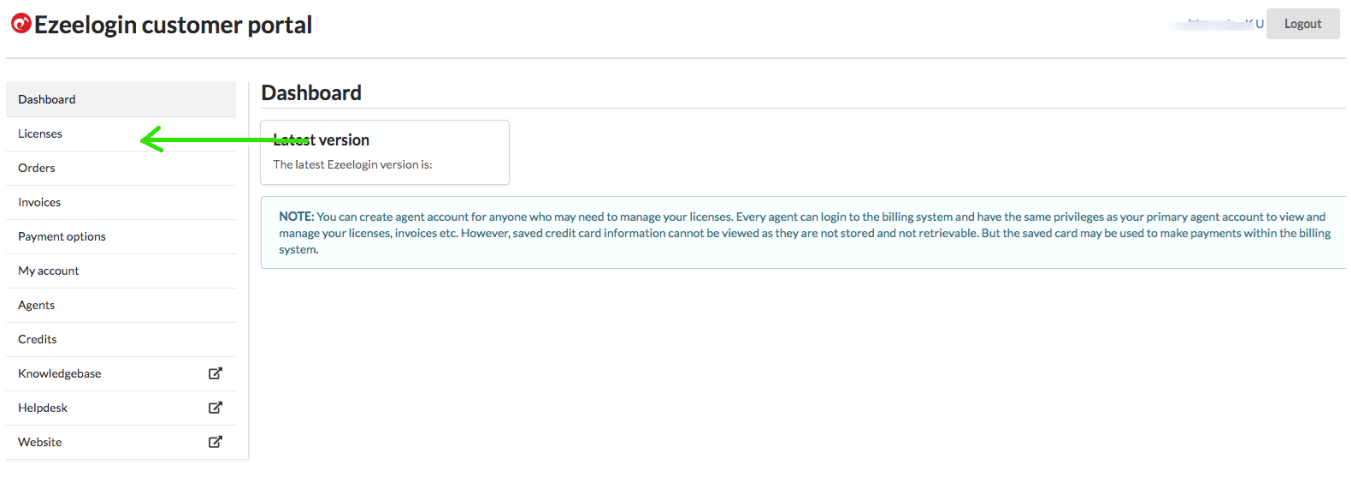 Ezeelogin customer portal
Logout
Dashboard
Licenses
Orders
Invoices
Payment options
My account
Agents
Credits
Knowledgebase
Helpdesk
Website
Dashboard
Latest version
The latest Ezeelogin version is:
NOTE: You can create agent account for anyone who may need to manage your licenses. Every agent can login to the billing system and have the same privileges as your primary agent account to view and
manage your licenses, invoices etc. However, saved credit card information cannot be viewed as they are not stored and not retrievable. But the saved card may be used to make payments within the billing
system.